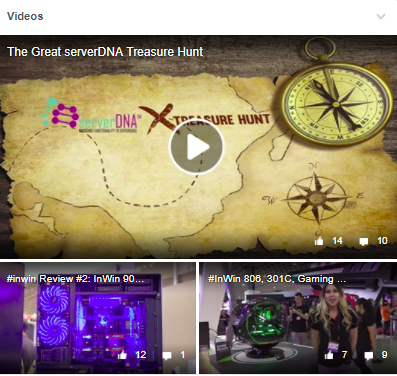 Videos
The Great serverDNA Treasure Hunt
serverDNA
X-TREASURE HUNT
14
10
#inwin Review #2: InWin 90...
#InWin 806, 301C, Gaming ...
12
1
7
9